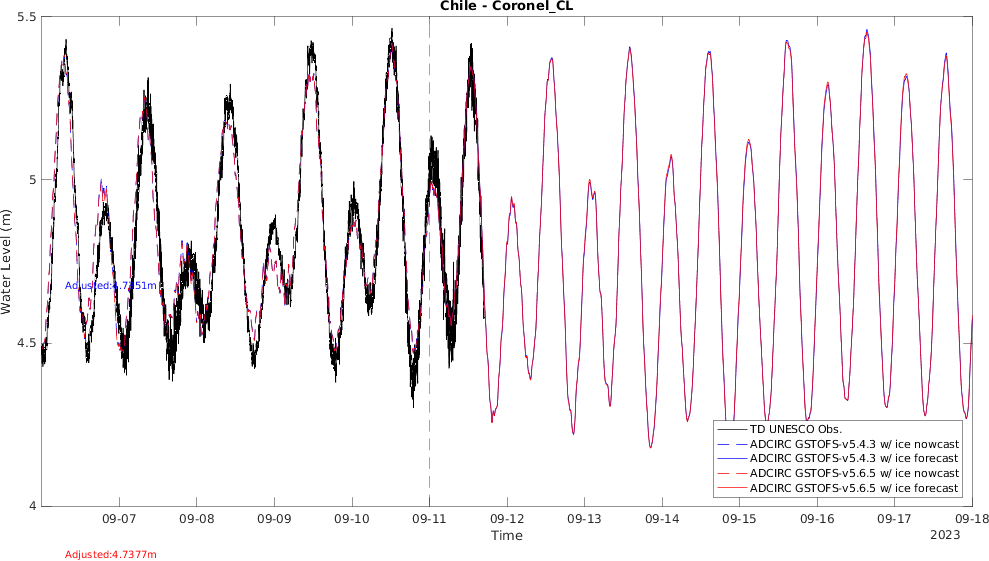 Chile - Coronel_CL
5.5
5
4.5
4
Water Level (m)
Adjusted:4.7351m
TD UNESCO Obs.
ADCIRC GSTOFS-v5.4.3 w/ ice nowcast
ADCIRC GSTOFS-v5.4.3 w/ ice forecast
ADCIRC GSTOFS-v5.6.5 w/ ice nowcast
ADCIRC GSTOFS-v5.6.5 w/ ice forecast
09-07 09-08 09-09 09-10 09-11 09-12 09-13 09-14 09-15 09-16 09-17 09-18
Time
2023
Adjusted:4.7377m